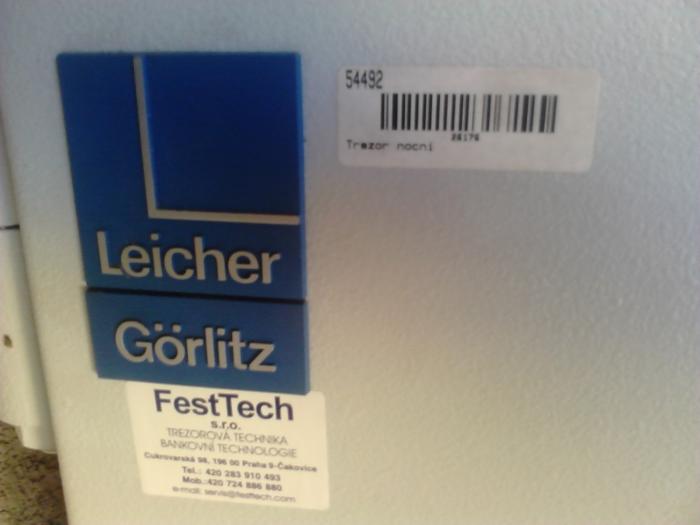 54492
26176
Trezor nocní
Leicher
Görlitz
FestTech
s.r.o.
TREZOROVÁ TECHNIKA
BANKOVNÍ TECHNOLOGIE
Cukrovarská 98, 196 00 Praha 9-Čakovice
Tel.: 420 283 910 493
Mob.:420 724 886 880
e-mail: servis@festtech.com